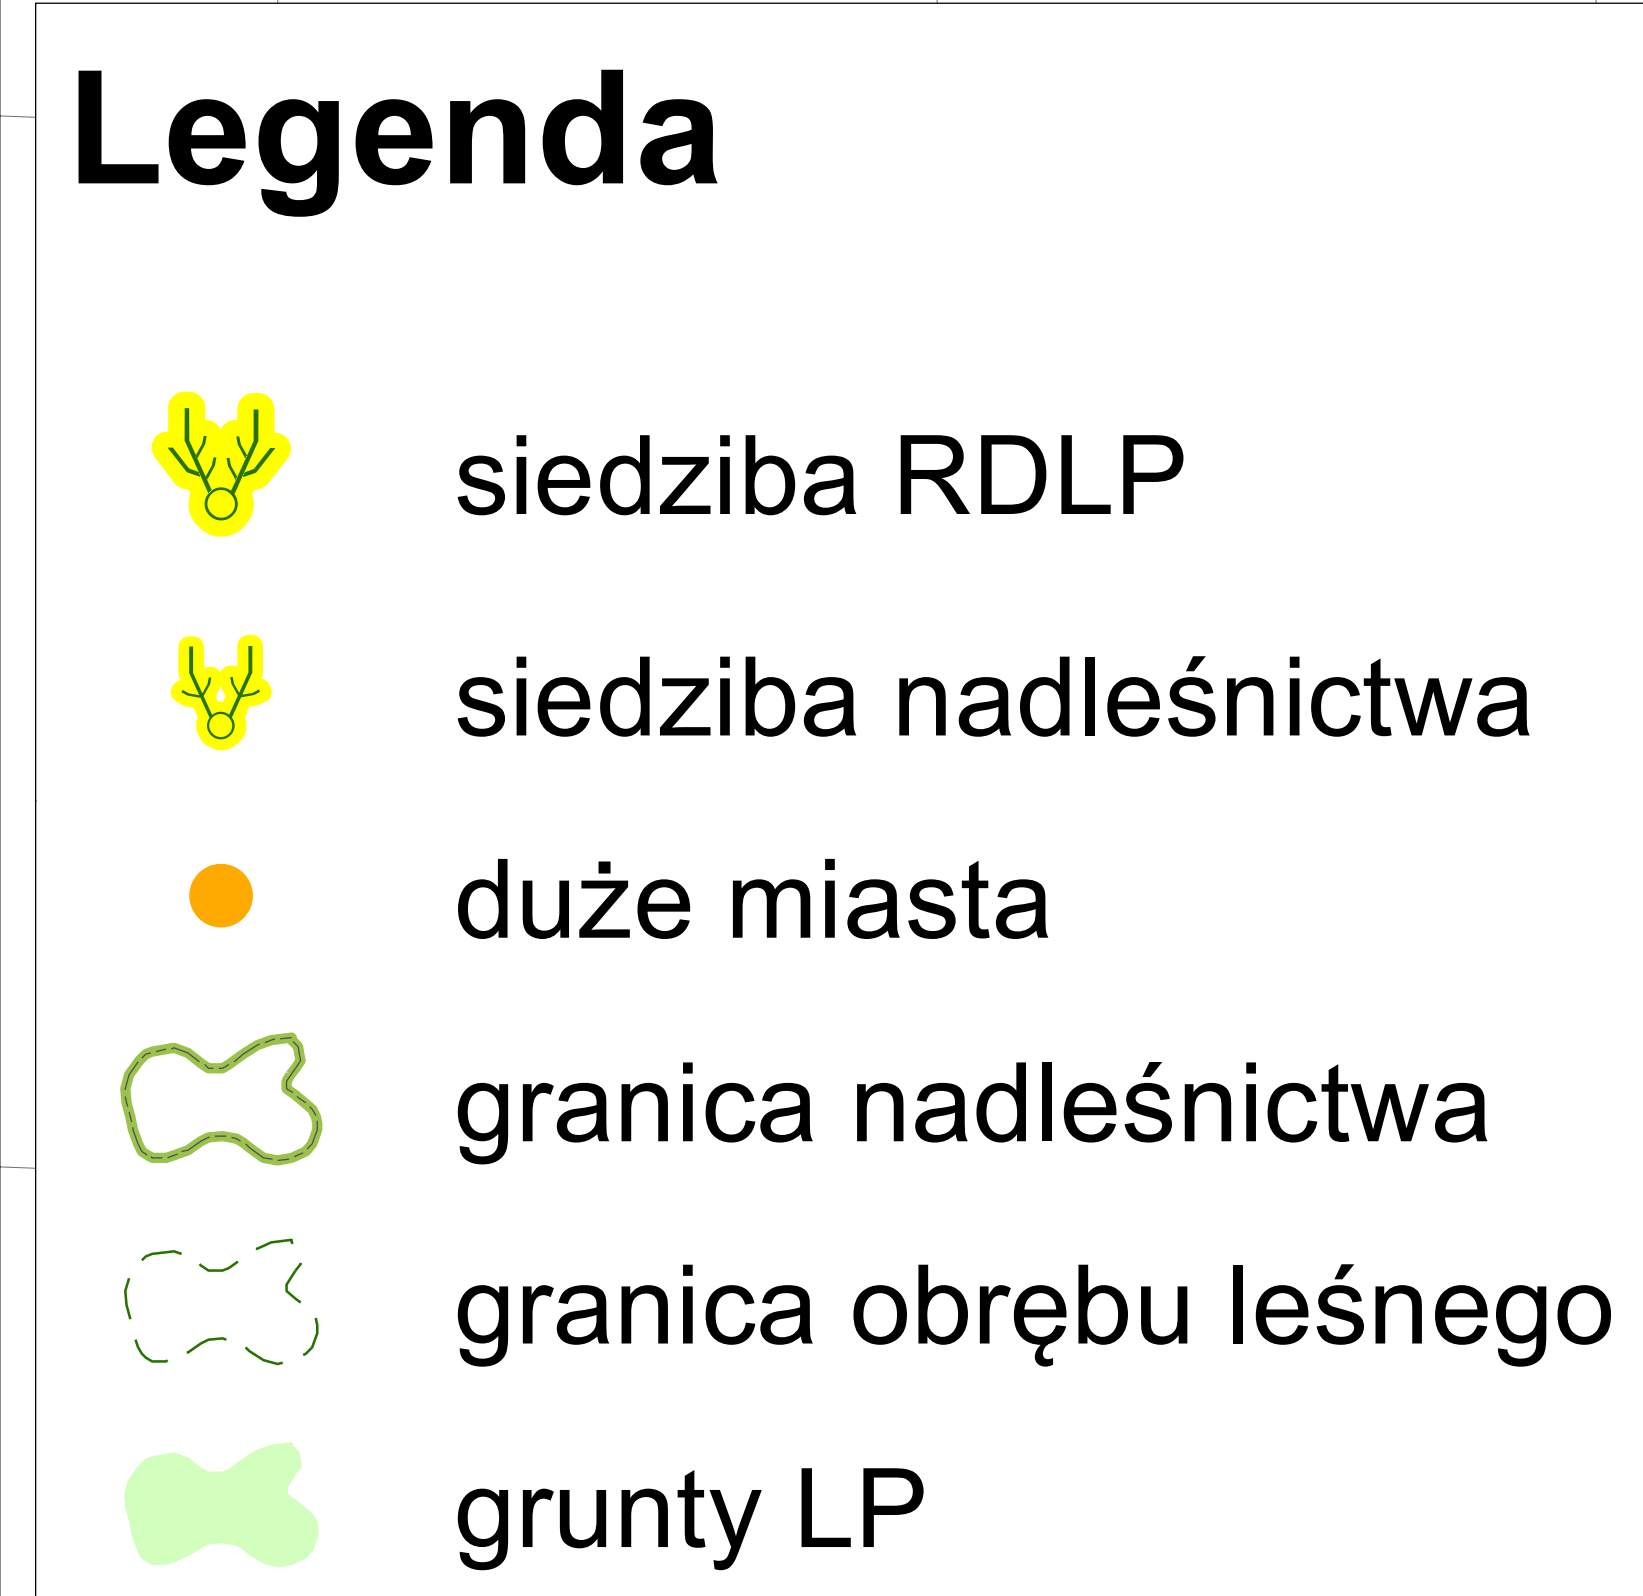 Legenda
siedziba RDLP
siedziba nadleśnictwa
duże miasta
granica nadleśnictwa
granica obrębu leśnego
grunty LP